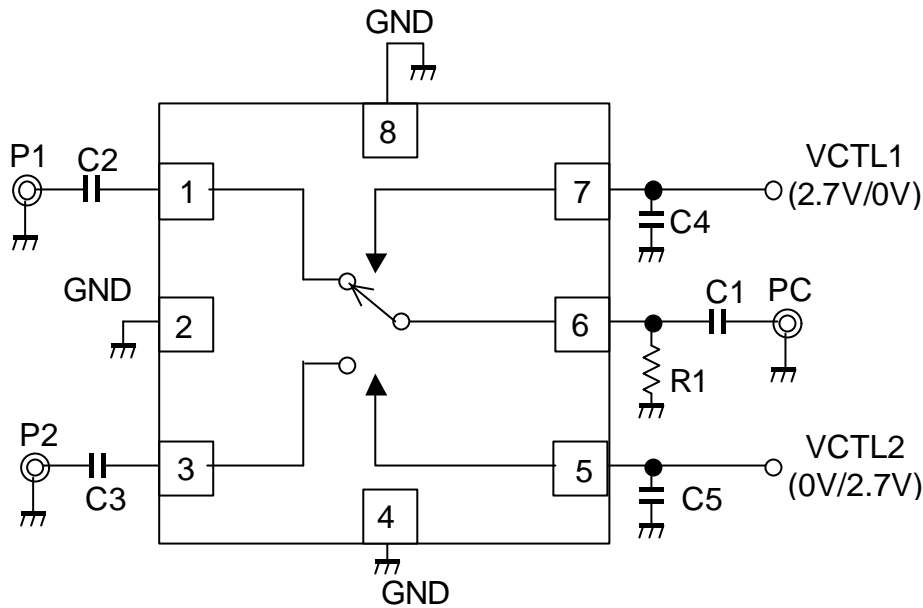 GND
8
P1
C2
1
7
VCTL1
(2.7V/0V)
C4
GND
2
6
C1
PC
R1
P2
C3
3
5
VCTL2
(0V/2.7V)
C5
4
GND